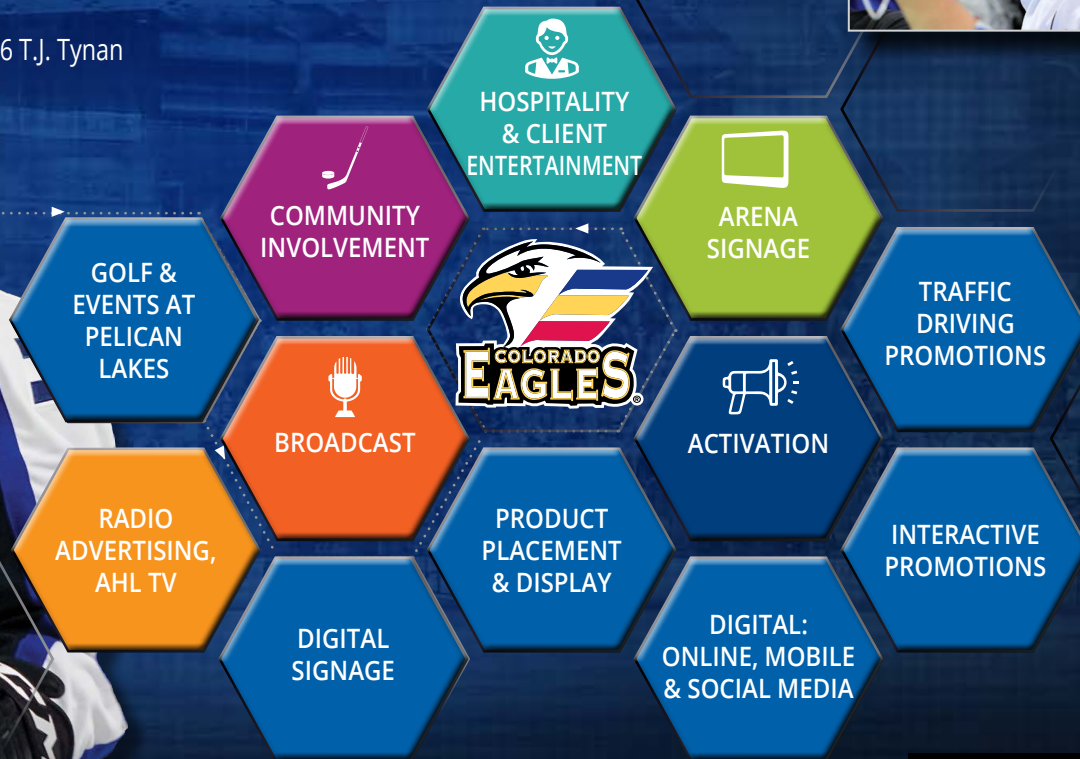 6 T.J. Tynan
HOSPITALITY
& CLIENT
ENTERTAINMENT
COMMUNITY
INVOLVEMENT
ARENA
SIGNAGE
GOLF &
EVENTS AT
PELICAN
LAKES
COLORADO
EAGLES®
TRAFFIC
DRIVING
PROMOTIONS
BROADCAST
ACTIVATION
RADIO
ADVERTISING,
AHL TV
PRODUCT
PLACEMENT
& DISPLAY
INTERACTIVE
PROMOTIONS
DIGITAL
SIGNAGE
DIGITAL:
ONLINE, MOBILE
& SOCIAL MEDIA